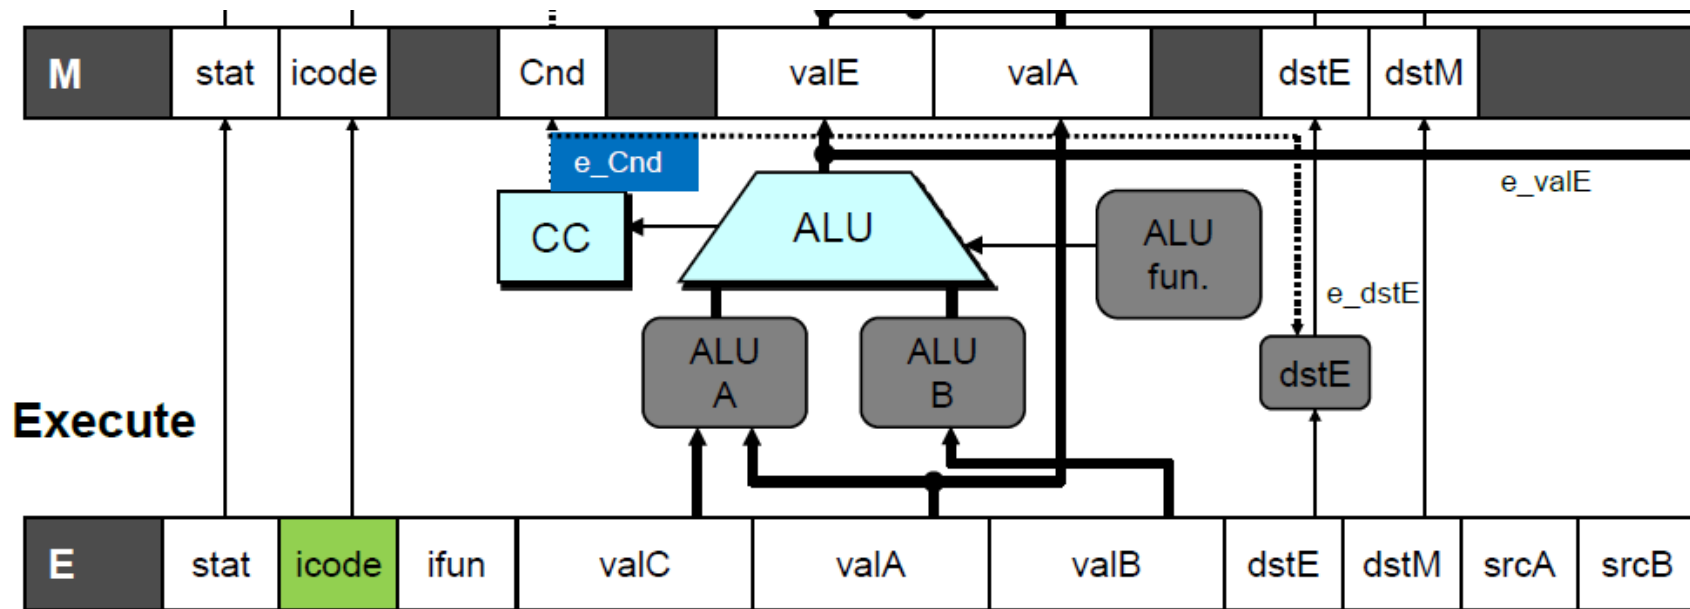 M stat icode Cnd valE valA dstE dstM
e_Cnd
e_valE
CC
ALU
ALU
fun.
e_dstE
ALU
A
ALU
B
dstE
Execute
E stat icode ifun valC valA valB dstE dstM srcA srcB